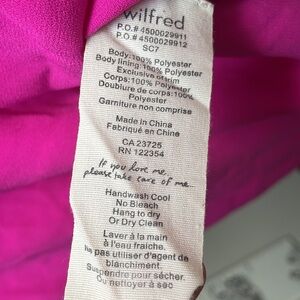 wilfred
P.O.# 4500029911
P.O.# 4500029912
SC7
Body: 100% Polyester
Body lining: 100% Polyester
Exclusive of trim
Corps: 100% Polyester
Doublure de corps: 100%
Polyester
Garniture non comprise
Made in China
Fabriqué en Chine
CA 23725
RN 122354
If you love me,
please take care of me.
Handwash Cool
No Bleach
Hang to dry
Or Dry Clean
Laver à la main
à l'eau fraiche.
Ne pas utiliser d'agent de
blanchiment.
Suspendre pour sécher.
Ou nettoyer à sec